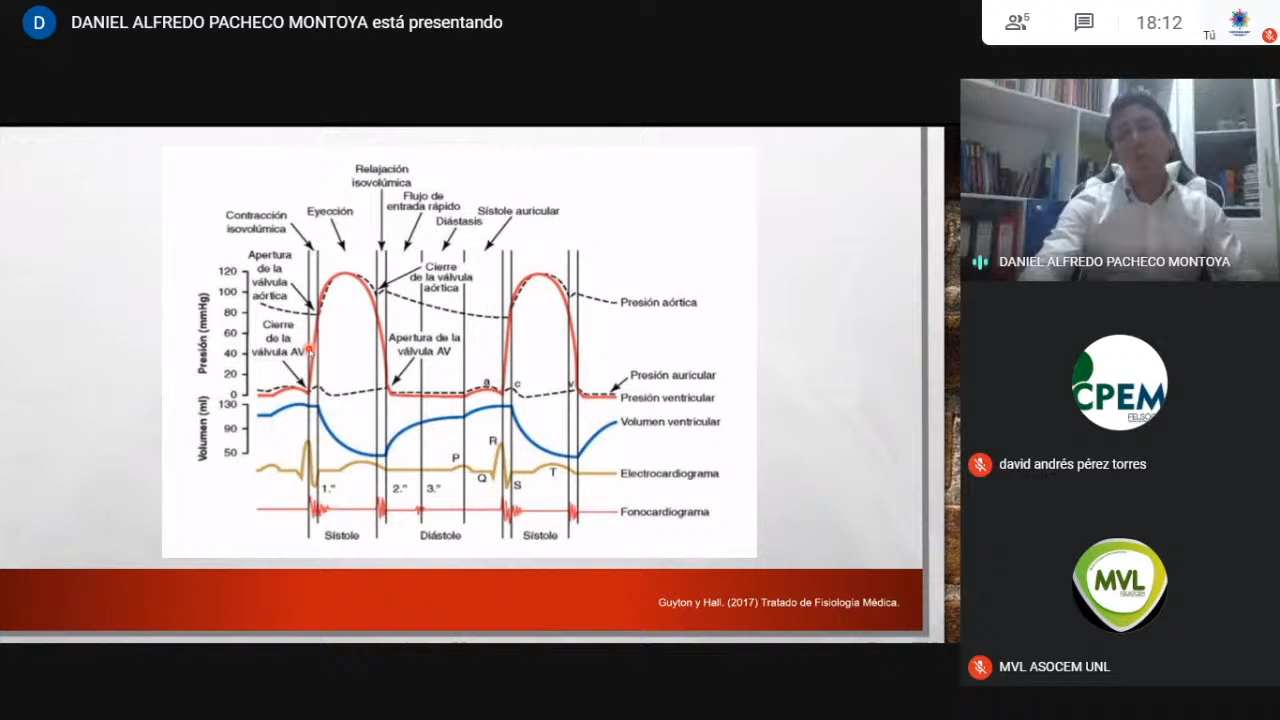 D DANIEL ALFREDO PACHECO MONTOYA está presentando
5
18:12
Tú
Relajación
isovolúmica
Flujo de
entrada rápido
Contracción
isovolúmica
Eyección
Sístole auricular
Diástasis
Apertura
de la
válvula
aórtica
Cierre
de la válvula
aórtica
Cierre
de la
válvula AV
Apertura de la
válvula AV
Presión (mmHg)
120
100
80
60
40
20
0
Volumen (ml)
130
90
50
a
c
v
Presión aórtica
Presión auricular
Presión ventricular
Volumen ventricular
R
P
Q
S
T
Electrocardiograma
1.º
2.º
3.º
Fonocardiograma
Sístole
Diástole
Sístole
Guyton y Hall. (2017) Tratado de Fisiología Médica.
DANIEL ALFREDO PACHECO MONTOYA
CPEM
FELSOCEM
david andrés pérez torres
MVL
FELSOCEM
MVL ASOCEM UNL